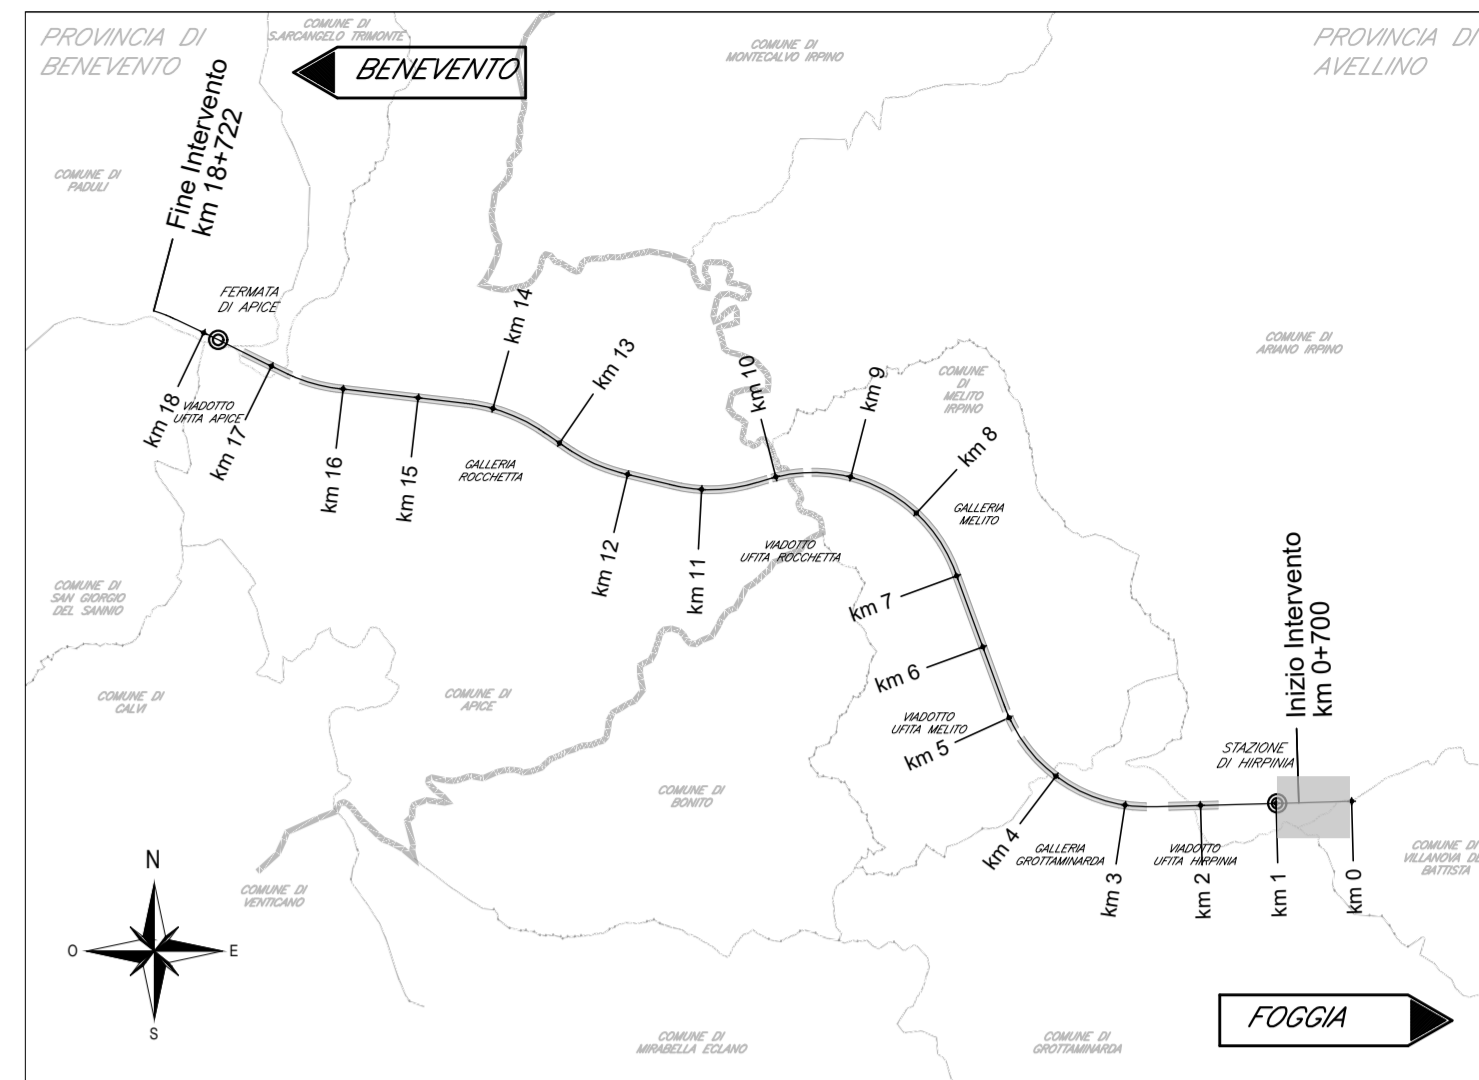 PROVINCIA DI
BENEVENTO
COMUNE DI
S.ARCANGELO TRIMONTE
BENEVENTO
COMUNE DI
MONTECALVO IRPINO
PROVINCIA DI
AVELLINO
Fine Intervento
km 18+722
COMUNE DI
PADULI
FERMATA
DI APICE
km 18
VIADOTTO
UFITA APICE
km 17
km 16
km 15
km 14
GALLERIA
ROCCHETTA
km 13
km 12
km 11
km 10
VIADOTTO
UFITA ROCCHETTA
km 9
COMUNE
DI
MELITO
IRPINO
COMUNE DI
ARIANO IRPINO
km 8
GALLERIA
MELITO
km 7
km 6
VIADOTTO
UFITA MELITO
km 5
Inizio Intervento
km 0+700
STAZIONE
DI HIRPINIA
COMUNE DI
SAN GIORGIO
DEL SANNIO
COMUNE DI
CALVI
COMUNE DI
APICE
COMUNE DI
BONITO
km 4
GALLERIA
GROTTAMINARDA
km 3
VIADOTTO
UFITA HIRPINIA
km 2
km 1
km 0
COMUNE DI
VILLANOVA DE
BATTISTA
COMUNE DI
VENTICANO
N
O
E
S
COMUNE DI
MIRABELLA ECLANO
COMUNE DI
GROTTAMINARDA
FOGGIA